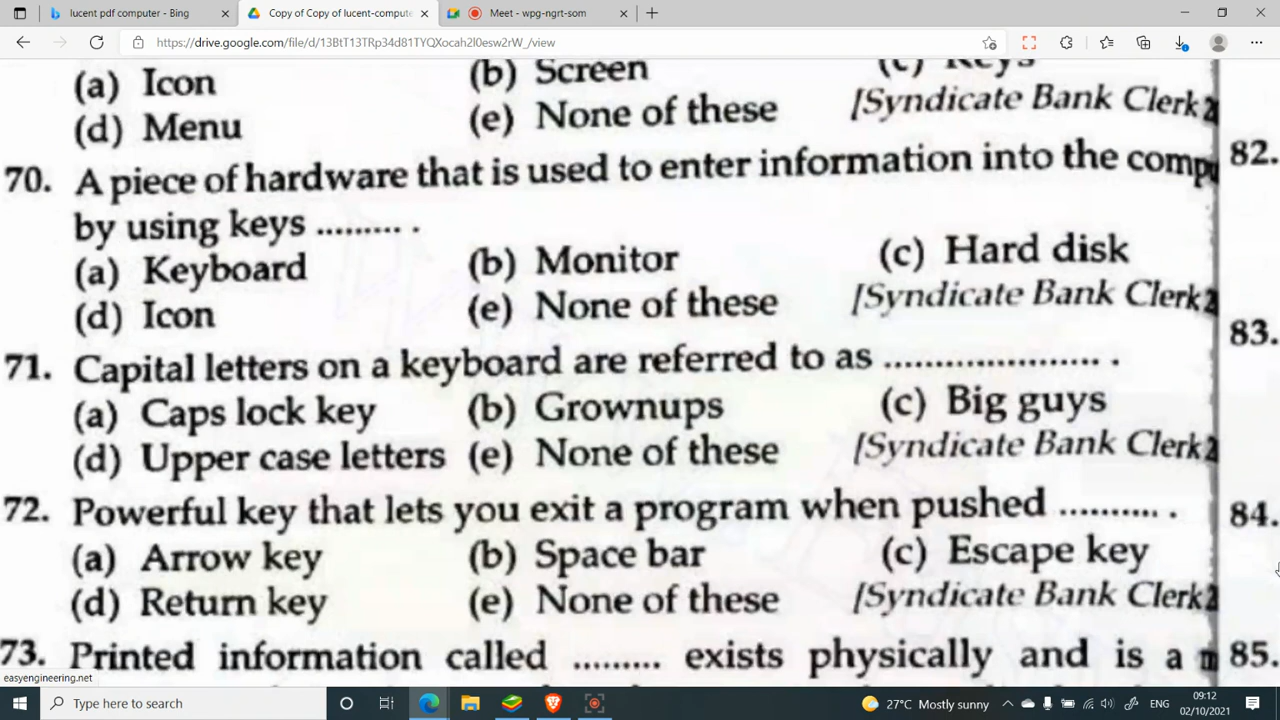 lucent pdf computer - Bing
Copy of Copy of lucent-compute
Meet - wpg-ngrt-som
https://drive.google.com/file/d/13BtT13TRp34d81TYQXocah2l0esw2rW_/view
(a) Icon (b) Screen (c) Keys
(d) Menu (e) None of these [Syndicate Bank Clerk 2
70. A piece of hardware that is used to enter information into the compu
by using keys ......... .
(a) Keyboard (b) Monitor (c) Hard disk
(d) Icon (e) None of these [Syndicate Bank Clerk 2
71. Capital letters on a keyboard are referred to as ..................... .
(a) Caps lock key (b) Grownups (c) Big guys
(d) Upper case letters (e) None of these [Syndicate Bank Clerk 2
72. Powerful key that lets you exit a program when pushed .......... .
(a) Arrow key (b) Space bar (c) Escape key
(d) Return key (e) None of these [Syndicate Bank Clerk 2
73. Printed information called ......... exists physically and is a m
82.
83.
84.
85.
easyengineering.net
Type here to search
27°C Mostly sunny
ENG
09:12
02/10/2021